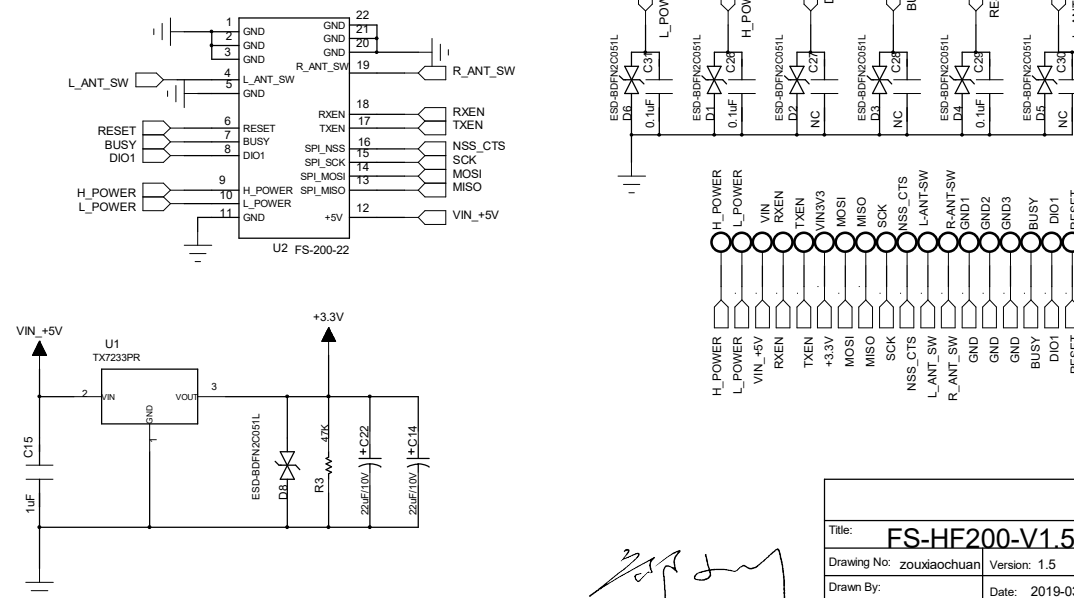 22
1 GND GND
2 GND GND 21
3 GND GND 20
L_ANT_SW 4 L_ANT_SW R_ANT_SW 19 R_ANT_SW
5 GND
RXEN 18 RXEN
RESET 6 RESET TXEN 17 TXEN
BUSY 7 BUSY SPI_NSS 16 NSS_CTS
DIO1 8 DIO1 SPI_SCK 15 SCK
SPI_MOSI 14 MOSI
H_POWER 9 H_POWER SPI_MISO 13 MISO
L_POWER 10 L_POWER
11 GND +5V 12 VIN_+5V
U2 FS-200-22
ESD-BDFN2C051L D6 C31 0.1uF
ESD-BDFN2C051L D1 C26 0.1uF H_POW
ESD-BDFN2C051L D2 C27 NC
ESD-BDFN2C051L D3 C28 NC BU
ESD-BDFN2C051L D4 C29 0.1uF RE
ESD-BDFN2C051L D5 C30 NC
L_POW
H_POWER
L_POWER
VIN
RXEN
TXEN
VIN3V3
MOSI
MISO
SCK
NSS_CTS
L-ANT-SW
R-ANT-SW
GND1
GND2
GND3
BUSY
DIO1
RESET
H_POWER
L_POWER
VIN_+5V
RXEN
TXEN
+3.3V
MOSI
MISO
SCK
NSS_CTS
L_ANT_SW
R_ANT_SW
GND
GND
GND
BUSY
DIO1
RESET
VIN_+5V
U1
TX7233PR
2 VIN VOUT 3
GND
1
C15
1uF
+3.3V
ESD-BDFN2C051L
D8
47K
R3
+C22
22uF/10V
+C14
22uF/10V
Title: FS-HF200-V1.5
Drawing No: zouxiaochuan Version: 1.5
Drawn By: Date: 2019-03